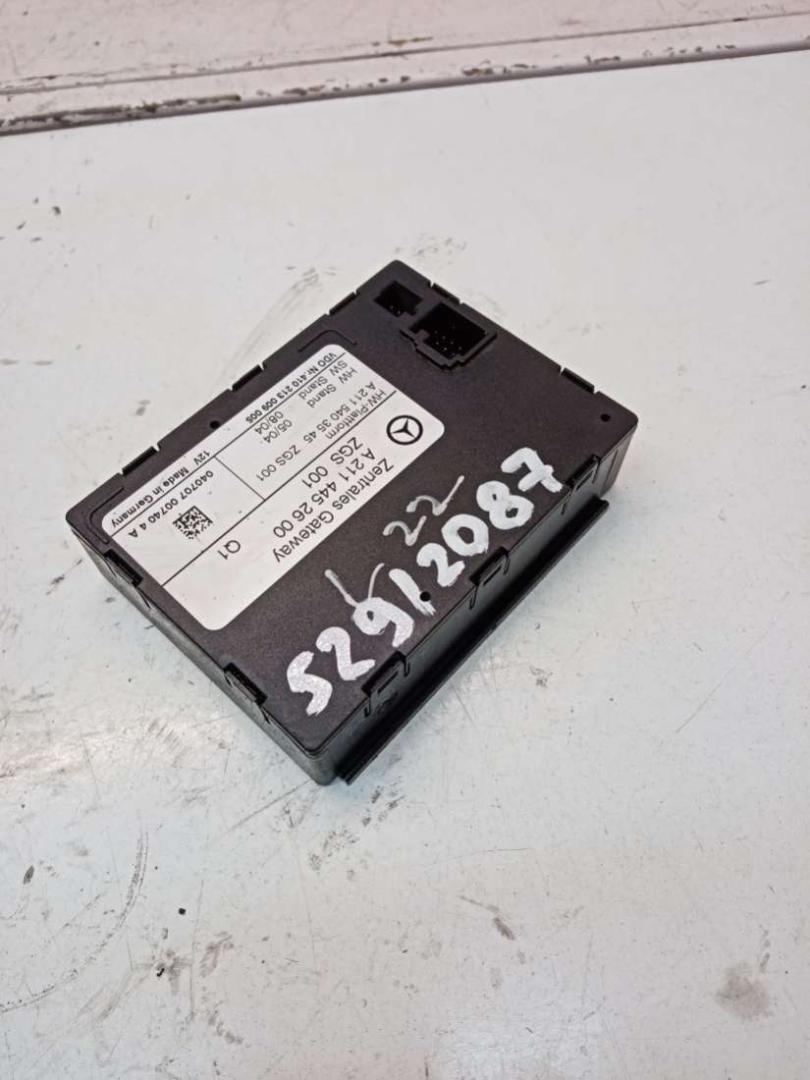 Zentrales Gateway
A 211 445 26 00
ZGS 001
Q1
HW-Plattform
A 211 540 35 45 ZGS 001
HW Stand 05/04
SW Stand 08/04
VDO Nr.410 213 009 005
040707 00740 4 A
12V Made in Germany
22
52912087